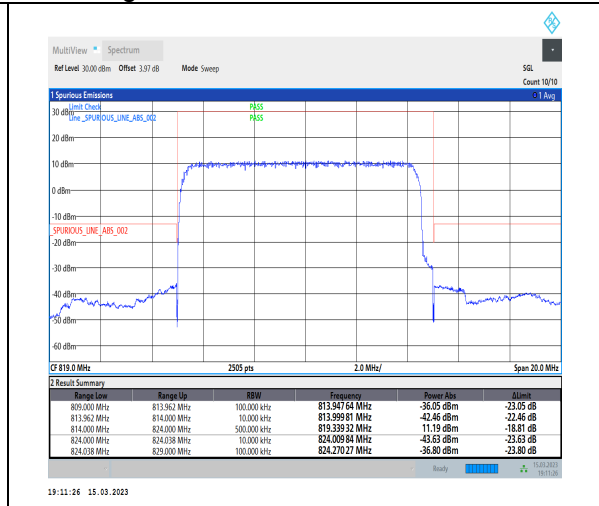 MultiView Spectrum
Ref Level 30.00 dBm Offset 3.97 dB Mode Sweep SGL
Count 10/10
1 Spurious Emissions 1 Avg
Limit Check PASS
30 dBm
Line _SPURIOUS_LINE_ABS_002 PASS
20 dBm
10 dBm
0 dBm
-10 dBm
_SPURIOUS_LINE_ABS_002
-20 dBm
-30 dBm
-40 dBm
-50 dBm
-60 dBm
CF 819.0 MHz 2505 pts 2.0 MHz/ Span 20.0 MHz
2 Result Summary
Range Low Range Up RBW Frequency Power Abs ΔLimit
809.000 MHz 813.962 MHz 100.000 kHz 813.947 64 MHz -36.05 dBm -23.05 dB
813.962 MHz 814.000 MHz 10.000 kHz 813.999 81 MHz -42.46 dBm -22.46 dB
814.000 MHz 824.000 MHz 500.000 kHz 819.339 32 MHz 11.19 dBm -18.81 dB
824.000 MHz 824.038 MHz 10.000 kHz 824.009 84 MHz -43.63 dBm -23.63 dB
824.038 MHz 829.000 MHz 100.000 kHz 824.270 27 MHz -36.80 dBm -23.80 dB
Ready 15.03.2023
19:11:26
19:11:26 15.03.2023